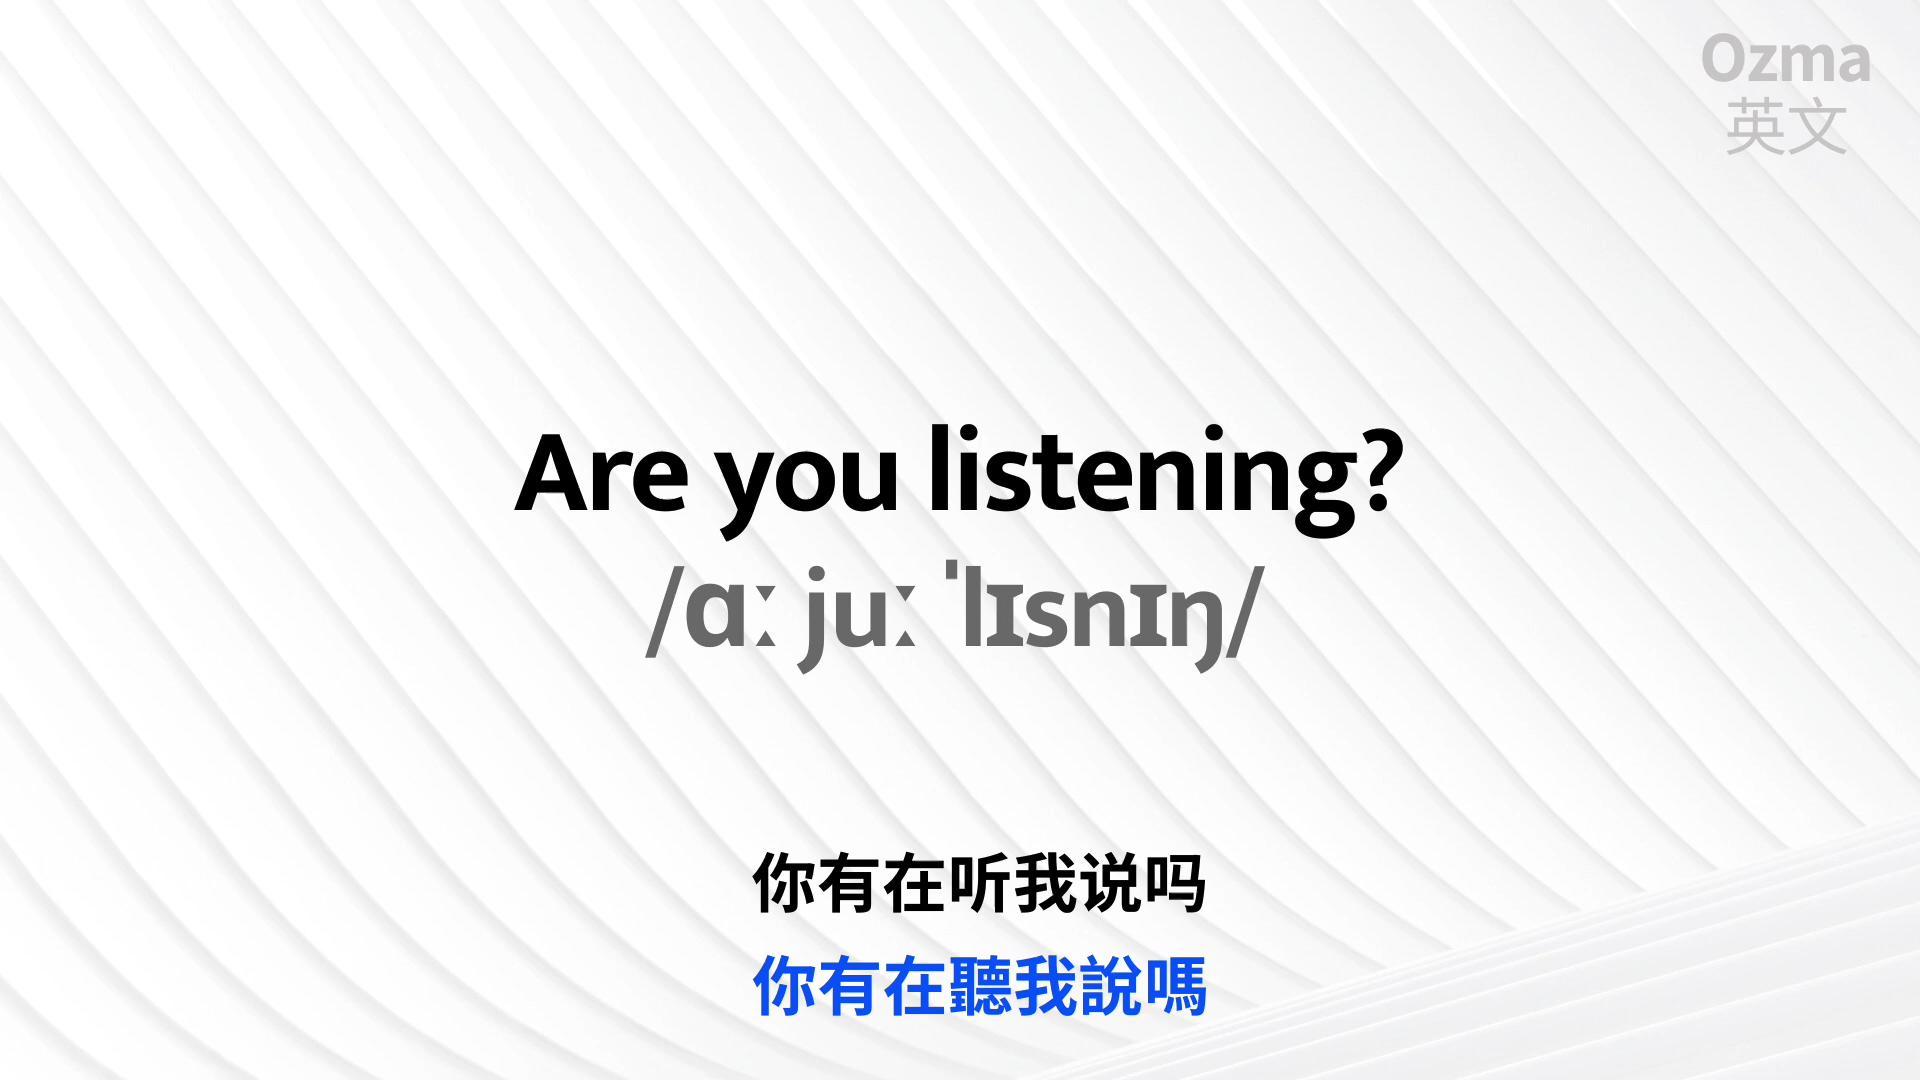 Ozma
英文
Are you listening?
/ɑː juː ˈlɪsnɪŋ/
你有在听我说吗
你有在聽我說嗎